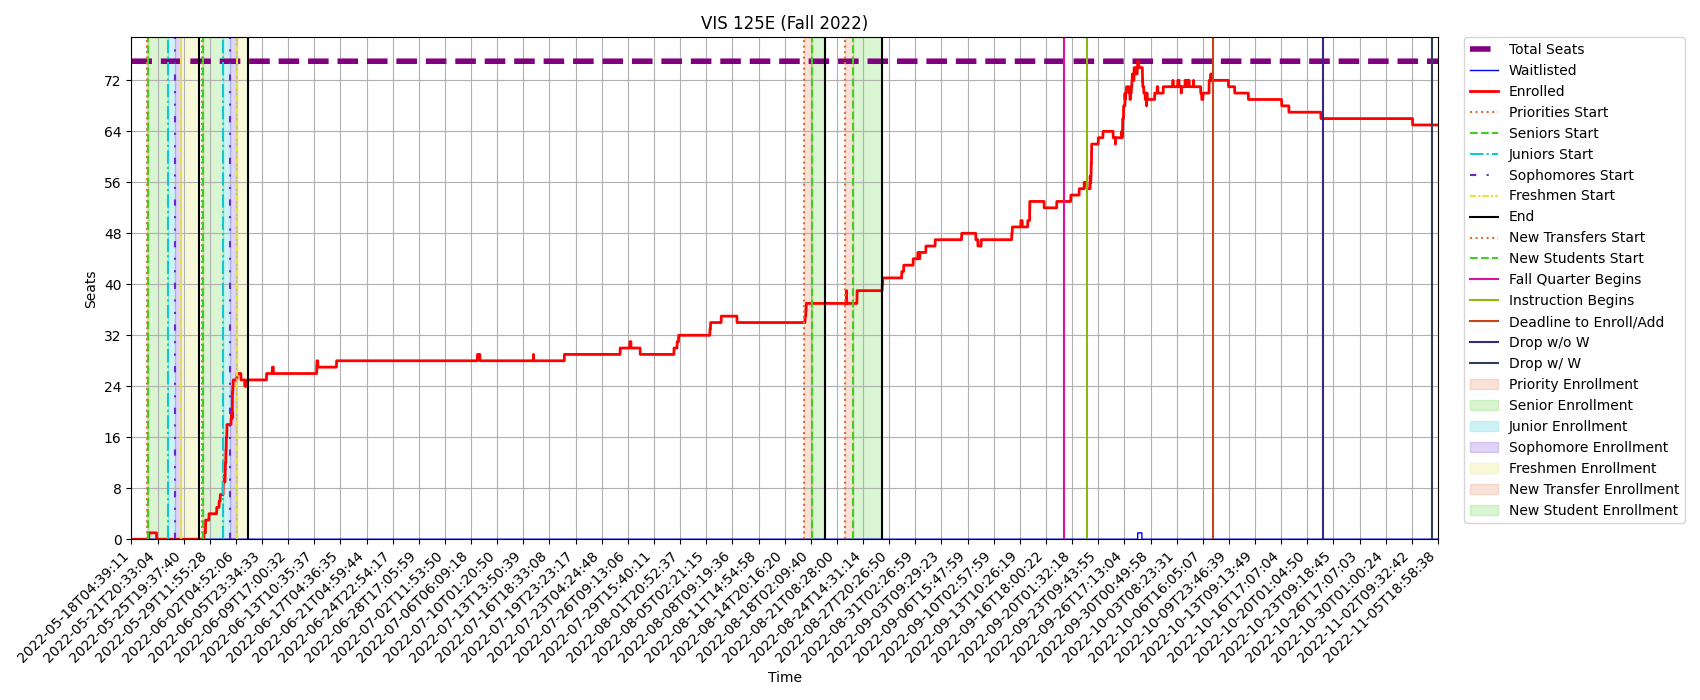 VIS 125E (Fall 2022)
Seats
72
64
56
48
40
32
24
16
8
0
2022-05-18T04:39:11
2022-05-21T20:33:04
2022-05-25T19:37:40
2022-05-29T11:55:28
2022-06-02T04:52:06
2022-06-05T23:34:33
2022-06-09T17:00:32
2022-06-13T10:35:37
2022-06-17T04:36:35
2022-06-21T04:59:44
2022-06-24T22:54:17
2022-06-28T17:05:59
2022-07-02T11:53:50
2022-07-06T06:09:18
2022-07-10T01:20:50
2022-07-13T13:50:39
2022-07-16T18:33:08
2022-07-19T23:23:17
2022-07-23T04:24:48
2022-07-26T09:13:06
2022-07-29T15:40:11
2022-08-01T20:52:37
2022-08-05T02:21:15
2022-08-08T09:19:36
2022-08-11T14:54:58
2022-08-14T20:16:20
2022-08-18T02:09:40
2022-08-21T08:28:00
2022-08-24T14:31:14
2022-08-27T20:26:50
2022-08-31T02:26:59
2022-09-03T09:29:23
2022-09-06T15:47:59
2022-09-10T02:57:59
2022-09-13T10:26:19
2022-09-16T18:00:22
2022-09-20T01:32:18
2022-09-23T09:43:55
2022-09-26T17:13:04
2022-09-30T00:49:58
2022-10-03T08:23:31
2022-10-06T16:05:07
2022-10-09T23:46:39
2022-10-13T09:13:49
2022-10-16T17:07:04
2022-10-20T01:04:50
2022-10-23T09:18:45
2022-10-26T17:07:03
2022-10-30T01:00:24
2022-11-02T09:32:42
2022-11-05T18:58:38
Time
Total Seats
Waitlisted
Enrolled
Priorities Start
Seniors Start
Juniors Start
Sophomores Start
Freshmen Start
End
New Transfers Start
New Students Start
Fall Quarter Begins
Instruction Begins
Deadline to Enroll/Add
Drop w/o W
Drop w/ W
Priority Enrollment
Senior Enrollment
Junior Enrollment
Sophomore Enrollment
Freshmen Enrollment
New Transfer Enrollment
New Student Enrollment